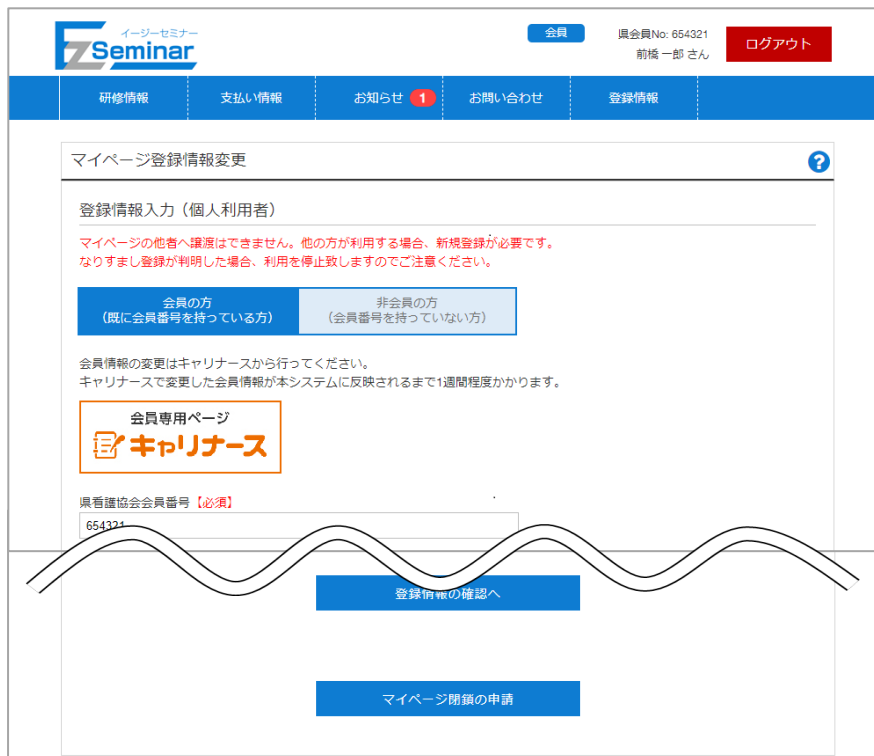 イージーセミナー
EZ Seminar
会員
県会員No: 654321
前橋 一郎 さん
ログアウト
研修情報
支払い情報
お知らせ 1
お問い合わせ
登録情報
マイページ登録情報変更
?
登録情報入力（個人利用者）
マイページの他者へ譲渡はできません。他の方が利用する場合、新規登録が必要です。
なりすまし登録が判明した場合、利用を停止致しますのでご注意ください。
会員の方
（既に会員番号を持っている方）
非会員の方
（会員番号を持っていない方）
会員情報の変更はキャリナースから行ってください。
キャリナースで変更した会員情報が本システムに反映されるまで1週間程度かかります。
会員専用ページ
キャリナース
県看護協会会員番号【必須】
654321
登録情報の確認へ
マイページ閉鎖の申請